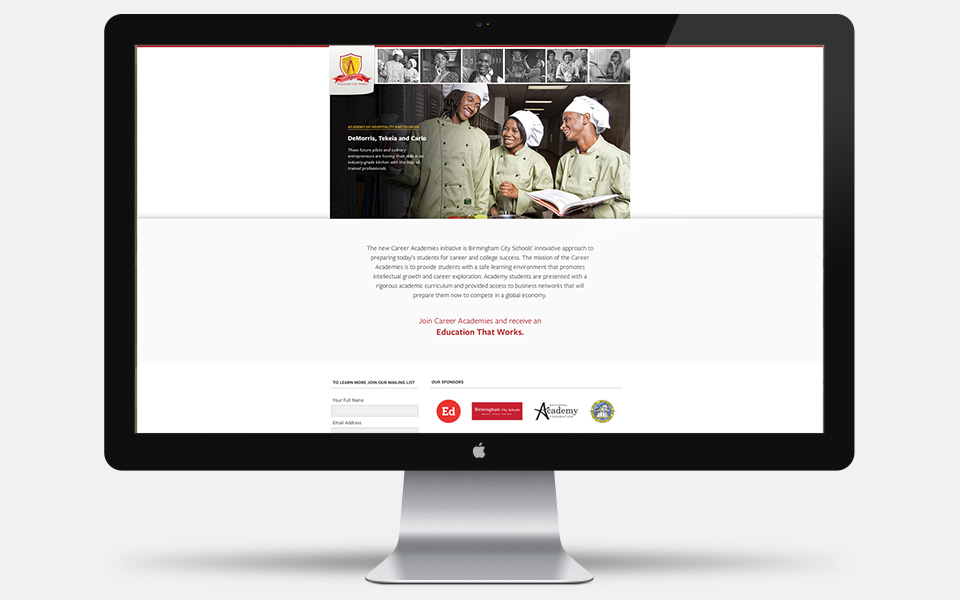 Education That Works
ACADEMY OF HOSPITALITY AND TOURISM
DeMorris, Tekeia and Carlo
These future pilots and culinary
entrepreneurs are honing their skills in an
industry-grade kitchen with the help of
trained professionals.
The new Career Academies initiative is Birmingham City Schools' innovative approach to
preparing today's students for career and college success. The mission of the Career
Academies is to provide students with a safe learning environment that promotes
intellectual growth and career exploration. Academy students are presented with a
rigorous academic curriculum and provided access to business networks that will
prepare them now to compete in a global economy.
Join Career Academies and receive an
Education That Works.
TO LEARN MORE JOIN OUR MAILING LIST
Your Full Name
Email Address
OUR SPONSORS
Ed
Birmingham City Schools
NATIONAL
Academy
FOUNDATION